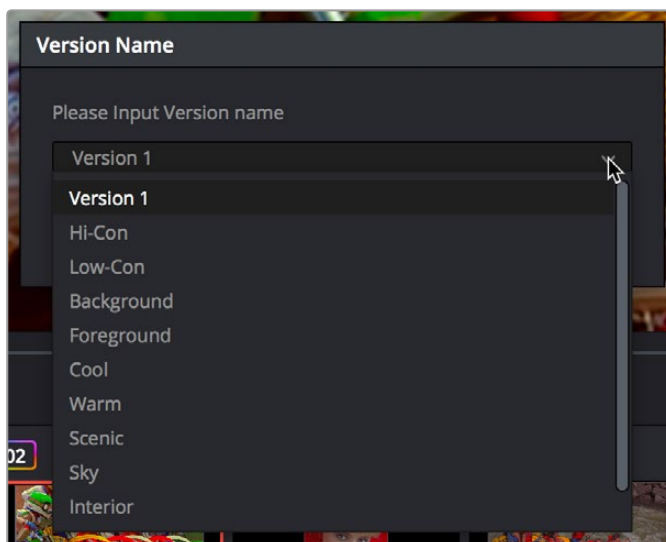 Version Name
Please Input Version name
Version 1
Version 1
Hi-Con
Low-Con
Background
Foreground
Cool
Warm
Scenic
02
Sky
Interior